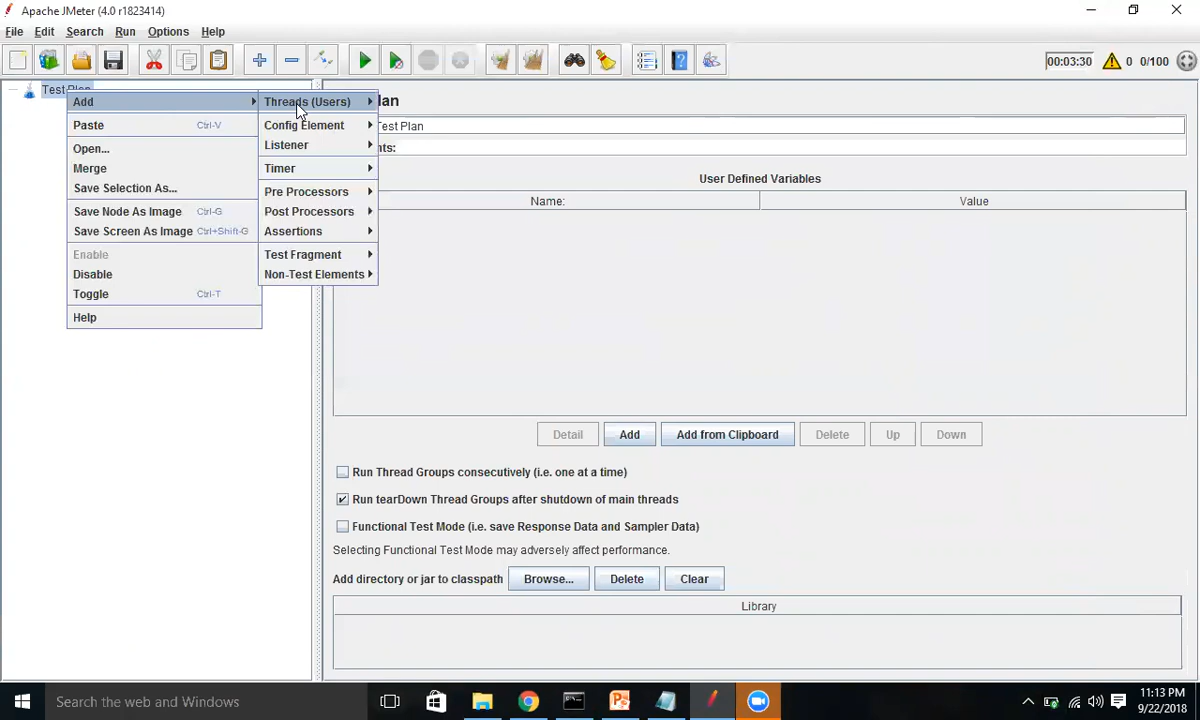 Apache JMeter (4.0 r1823414)
File Edit Search Run Options Help
00:03:30 0 0/100
Test Plan
Add
Paste Ctrl-V
Open...
Merge
Save Selection As...
Save Node As Image Ctrl-G
Save Screen As Image Ctrl+Shift-G
Enable
Disable
Toggle Ctrl-T
Help
Threads (Users)
Config Element
Listener
Timer
Pre Processors
Post Processors
Assertions
Test Fragment
Non-Test Elements
lan
Test Plan
nts:
User Defined Variables
Name: Value
Detail Add Add from Clipboard Delete Up Down
Run Thread Groups consecutively (i.e. one at a time)
Run tearDown Thread Groups after shutdown of main threads
Functional Test Mode (i.e. save Response Data and Sampler Data)
Selecting Functional Test Mode may adversely affect performance.
Add directory or jar to classpath Browse... Delete Clear
Library
Search the web and Windows
11:13 PM
9/22/2018